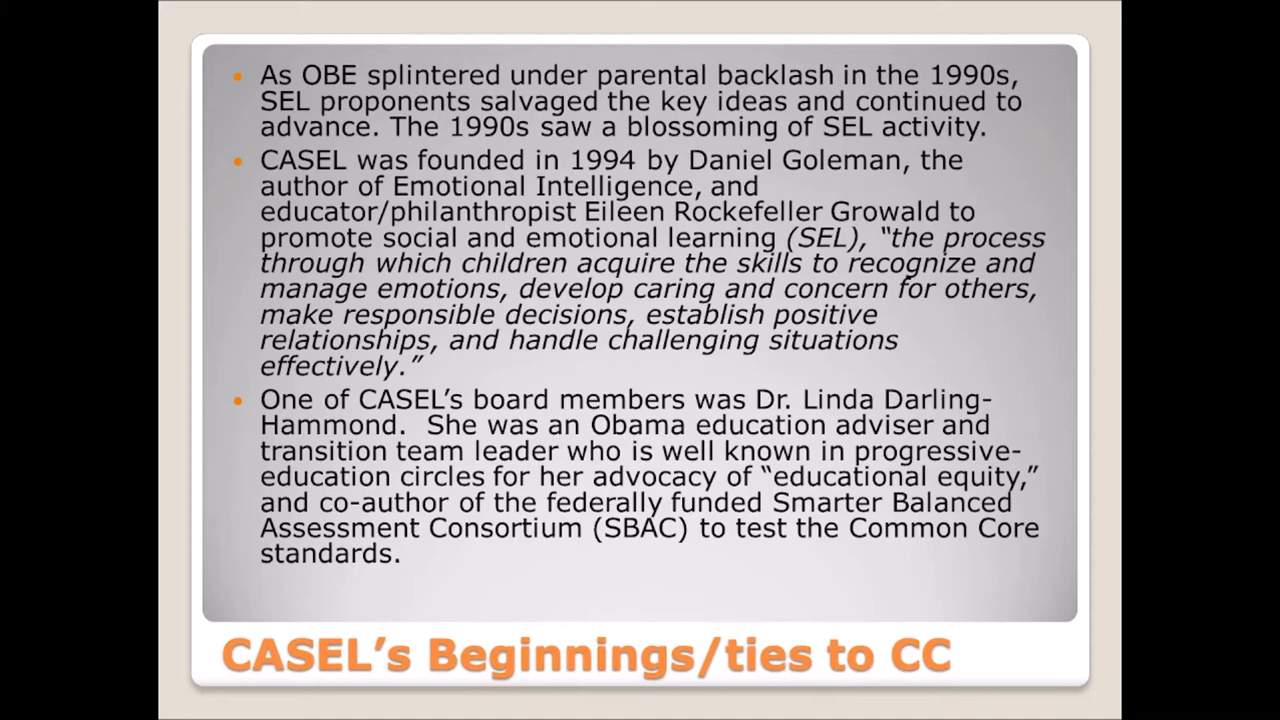 As OBE splintered under parental backlash in the 1990s,
SEL proponents salvaged the key ideas and continued to
advance. The 1990s saw a blossoming of SEL activity.
CASEL was founded in 1994 by Daniel Goleman, the
author of Emotional Intelligence, and
educator/philanthropist Eileen Rockefeller Growald to
promote social and emotional learning (SEL), “the process
through which children acquire the skills to recognize and
manage emotions, develop caring and concern for others,
make responsible decisions, establish positive
relationships, and handle challenging situations
effectively.”
One of CASEL’s board members was Dr. Linda Darling-
Hammond.  She was an Obama education adviser and
transition team leader who is well known in progressive-
education circles for her advocacy of “educational equity,”
and co-author of the federally funded Smarter Balanced
Assessment Consortium (SBAC) to test the Common Core
standards.
CASEL’s Beginnings/ties to CC